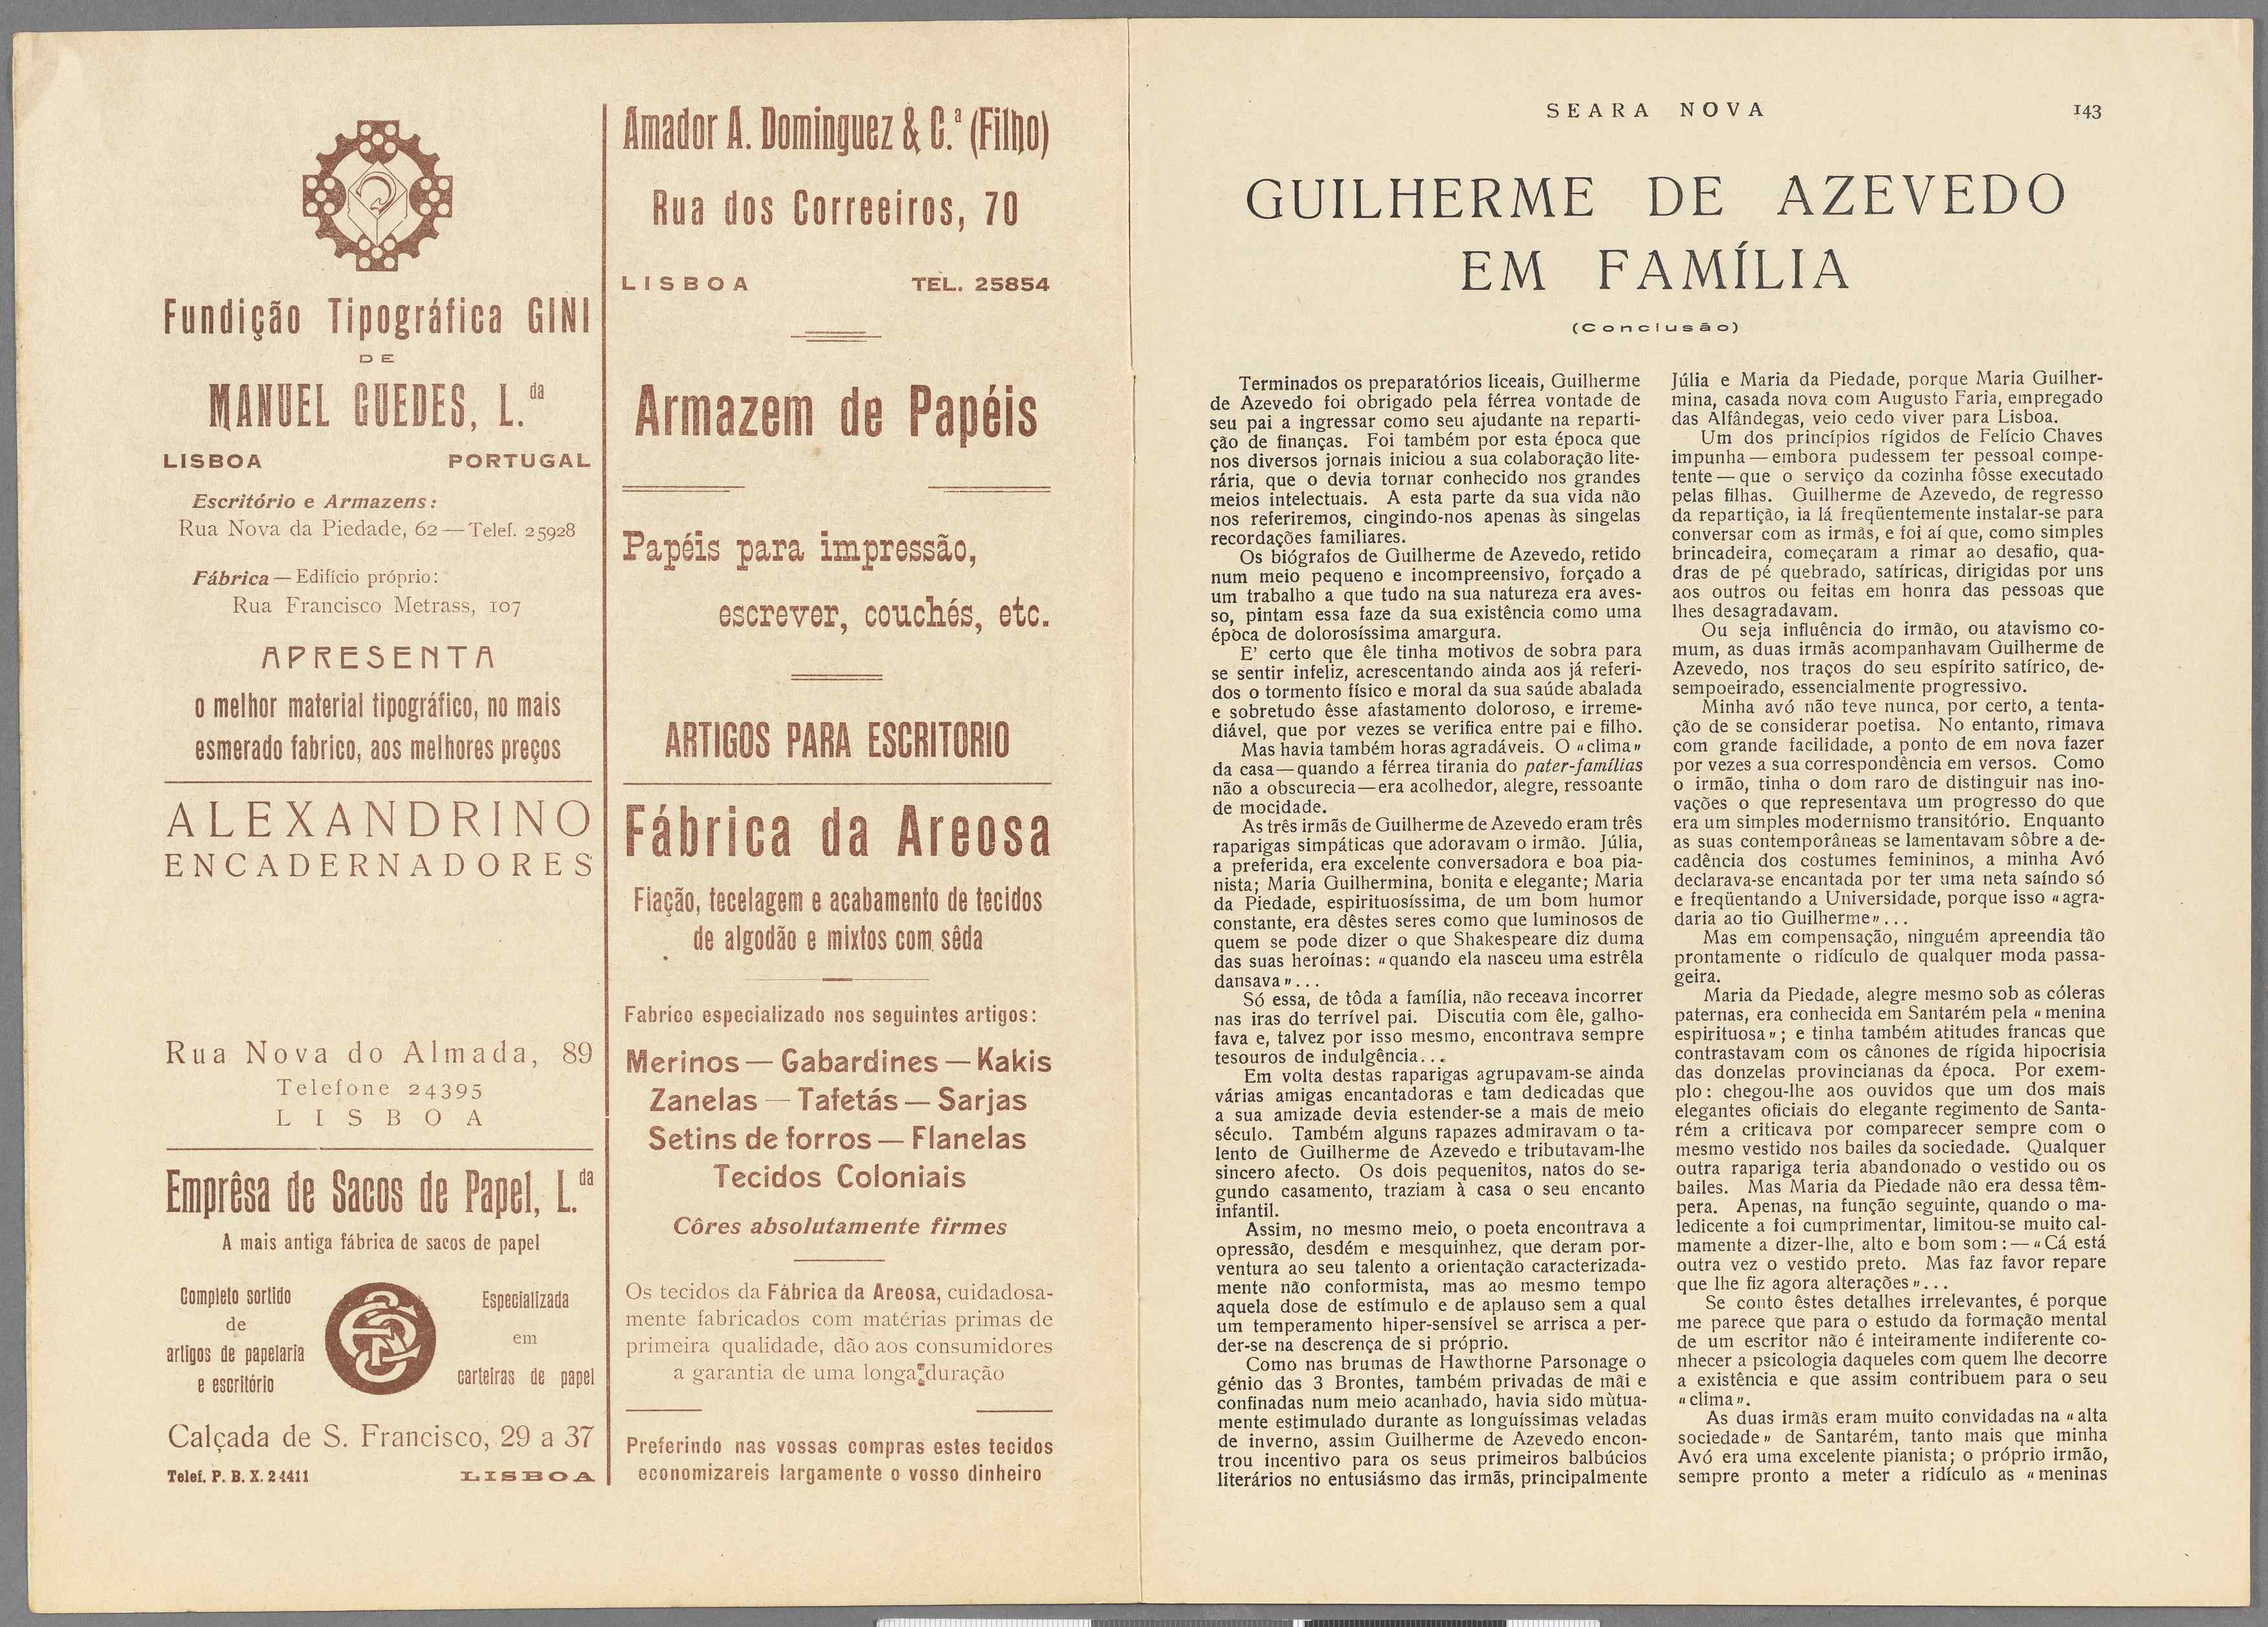 Fundição Tipográfica GINI
DE
MANUEL GUEDES, L.da
LISBOA PORTUGAL
Escritório e Armazens:
Rua Nova da Piedade, 62 — Telef. 25928
Fábrica — Edifício próprio:
Rua Francisco Metrass, 107
APRESENTA
o melhor material tipográfico, no mais
esmerado fabrico, aos melhores preços
ALEXANDRINO
ENCADERNADORES
Rua Nova do Almada, 89
Telefone 24395
LISBOA
Emprêsa de Sacos de Papel, L.da
A mais antiga fábrica de sacos de papel
Completo sortido
de
artigos de papelaria
e escritório
Especializada
em
carteiras de papel
Calçada de S. Francisco, 29 a 37
Telef. P. B. X. 24411 LISBOA
Amador A. Dominguez & C.ª (Filho)
Rua dos Correeiros, 70
LISBOA TEL. 25854
Armazem de Papéis
Papéis para impressão,
escrever, couchés, etc.
ARTIGOS PARA ESCRITORIO
Fábrica da Areosa
Fiação, tecelagem e acabamento de tecidos
de algodão e mixtos com sêda
Fabrico especializado nos seguintes artigos:
Merinos — Gabardines — Kakis
Zanelas — Tafetás — Sarjas
Setins de forros — Flanelas
Tecidos Coloniais
Côres absolutamente firmes
Os tecidos da Fábrica da Areosa, cuidadosa-
mente fabricados com matérias primas de
primeira qualidade, dão aos consumidores
a garantia de uma longa duração
Preferindo nas vossas compras estes tecidos
economizareis largamente o vosso dinheiro
SEARA NOVA 143
GUILHERME DE AZEVEDO
EM FAMÍLIA
(Conclusão)
Terminados os preparatórios liceais, Guilherme
de Azevedo foi obrigado pela férrea vontade de
seu pai a ingressar como seu ajudante na reparti-
ção de finanças. Foi também por esta época que
nos diversos jornais iniciou a sua colaboração lite-
rária, que o devia tornar conhecido nos grandes
meios intelectuais. A esta parte da sua vida não
nos referiremos, cingindo-nos apenas às singelas
recordações familiares.
Os biógrafos de Guilherme de Azevedo, retido
num meio pequeno e incompreensivo, forçado a
um trabalho a que tudo na sua natureza era aves-
so, pintam essa faze da sua existência como uma
época de dolorosíssima amargura.
E' certo que êle tinha motivos de sobra para
se sentir infeliz, acrescentando ainda aos já referi-
dos o tormento físico e moral da sua saúde abalada
e sobretudo êsse afastamento doloroso, e irreme-
diável, que por vezes se verifica entre pai e filho.
Mas havia também horas agradáveis. O «clima»
da casa—quando a férrea tirania do pater-famílias
não a obscurecia—era acolhedor, alegre, ressoante
de mocidade.
As três irmãs de Guilherme de Azevedo eram três
raparigas simpáticas que adoravam o irmão. Júlia,
a preferida, era excelente conversadora e boa pia-
nista; Maria Guilhermina, bonita e elegante; Maria
da Piedade, espirituosíssima, de um bom humor
constante, era dêstes seres como que luminosos de
quem se pode dizer o que Shakespeare diz duma
das suas heroínas: «quando ela nasceu uma estrêla
dansava»...
Só essa, de tôda a família, não receava incorrer
nas iras do terrível pai. Discutia com êle, galho-
fava e, talvez por isso mesmo, encontrava sempre
tesouros de indulgência...
Em volta destas raparigas agrupavam-se ainda
várias amigas encantadoras e tam dedicadas que
a sua amizade devia estender-se a mais de meio
século. Também alguns rapazes admiravam o ta-
lento de Guilherme de Azevedo e tributavam-lhe
sincero afecto. Os dois pequenitos, natos do se-
gundo casamento, traziam à casa o seu encanto
infantil.
Assim, no mesmo meio, o poeta encontrava a
opressão, desdém e mesquinhez, que deram por-
ventura ao seu talento a orientação caracterizada-
mente não conformista, mas ao mesmo tempo
aquela dose de estímulo e de aplauso sem a qual
um temperamento hiper-sensível se arrisca a per-
der-se na descrença de si próprio.
Como nas brumas de Hawthorne Parsonage o
génio das 3 Brontes, também privadas de mãi e
confinadas num meio acanhado, havia sido mùtua-
mente estimulado durante as longuíssimas veladas
de inverno, assim Guilherme de Azevedo encon-
trou incentivo para os seus primeiros balbúcios
literários no entusiásmo das irmãs, principalmente
Júlia e Maria da Piedade, porque Maria Guilher-
mina, casada nova com Augusto Faria, empregado
das Alfândegas, veio cedo viver para Lisboa.
Um dos princípios rígidos de Felício Chaves
impunha — embora pudessem ter pessoal compe-
tente — que o serviço da cozinha fôsse executado
pelas filhas. Guilherme de Azevedo, de regresso
da repartição, ia lá freqüentemente instalar-se para
conversar com as irmãs, e foi aí que, como simples
brincadeira, começaram a rimar ao desafio, qua-
dras de pé quebrado, satíricas, dirigidas por uns
aos outros ou feitas em honra das pessoas que
lhes desagradavam.
Ou seja influência do irmão, ou atavismo co-
mum, as duas irmãs acompanhavam Guilherme de
Azevedo, nos traços do seu espírito satírico, de-
sempoeirado, essencialmente progressivo.
Minha avó não teve nunca, por certo, a tenta-
ção de se considerar poetisa. No entanto, rimava
com grande facilidade, a ponto de em nova fazer
por vezes a sua correspondência em versos. Como
o irmão, tinha o dom raro de distinguir nas ino-
vações o que representava um progresso do que
era um simples modernismo transitório. Enquanto
as suas contemporâneas se lamentavam sôbre a de-
cadência dos costumes femininos, a minha Avó
declarava-se encantada por ter uma neta saíndo só
e freqüentando a Universidade, porque isso «agra-
daria ao tio Guilherme»...
Mas em compensação, ninguém apreendia tão
prontamente o ridículo de qualquer moda passa-
geira.
Maria da Piedade, alegre mesmo sob as cóleras
paternas, era conhecida em Santarém pela «menina
espirituosa»; e tinha também atitudes francas que
contrastavam com os cânones de rígida hipocrisia
das donzelas provincianas da época. Por exem-
plo: chegou-lhe aos ouvidos que um dos mais
elegantes oficiais do elegante regimento de Santa-
rém a criticava por comparecer sempre com o
mesmo vestido nos bailes da sociedade. Qualquer
outra rapariga teria abandonado o vestido ou os
bailes. Mas Maria da Piedade não era dessa têm-
pera. Apenas, na função seguinte, quando o ma-
ledicente a foi cumprimentar, limitou-se muito cal-
mamente a dizer-lhe, alto e bom som: — «Cá está
outra vez o vestido preto. Mas faz favor repare
que lhe fiz agora alterações»...
Se conto êstes detalhes irrelevantes, é porque
me parece que para o estudo da formação mental
de um escritor não é inteiramente indiferente co-
nhecer a psicologia daqueles com quem lhe decorre
a existência e que assim contribuem para o seu
«clima».
As duas irmãs eram muito convidadas na «alta
sociedade» de Santarém, tanto mais que minha
Avó era uma excelente pianista; o próprio irmão,
sempre pronto a meter a ridículo as «meninas